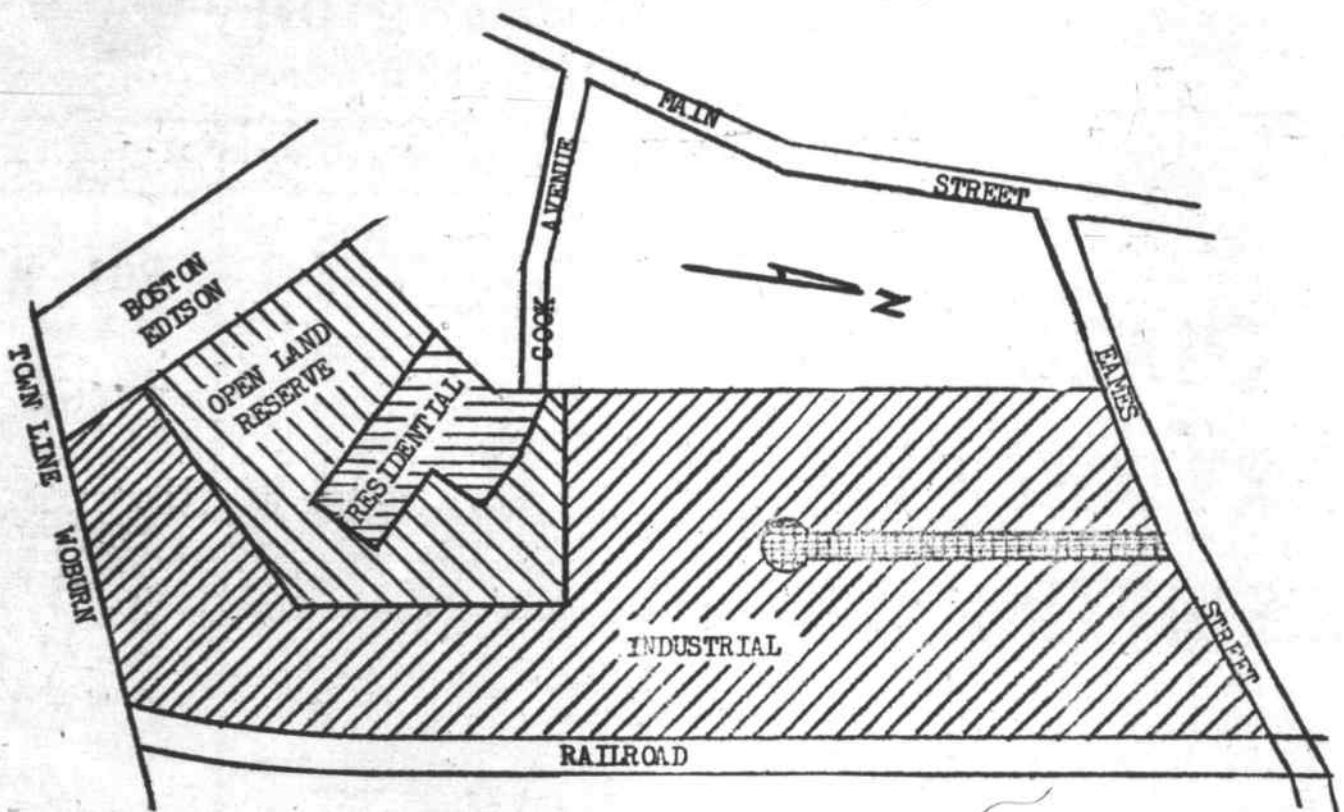 MAIN
STREET
COOK AVENUE
BOSTON
EDISON
OPEN LAND
RESERVE
RESIDENTIAL
N
EAMES
STREET
TOWN LINE WOBURN
INDUSTRIAL
RAILROAD